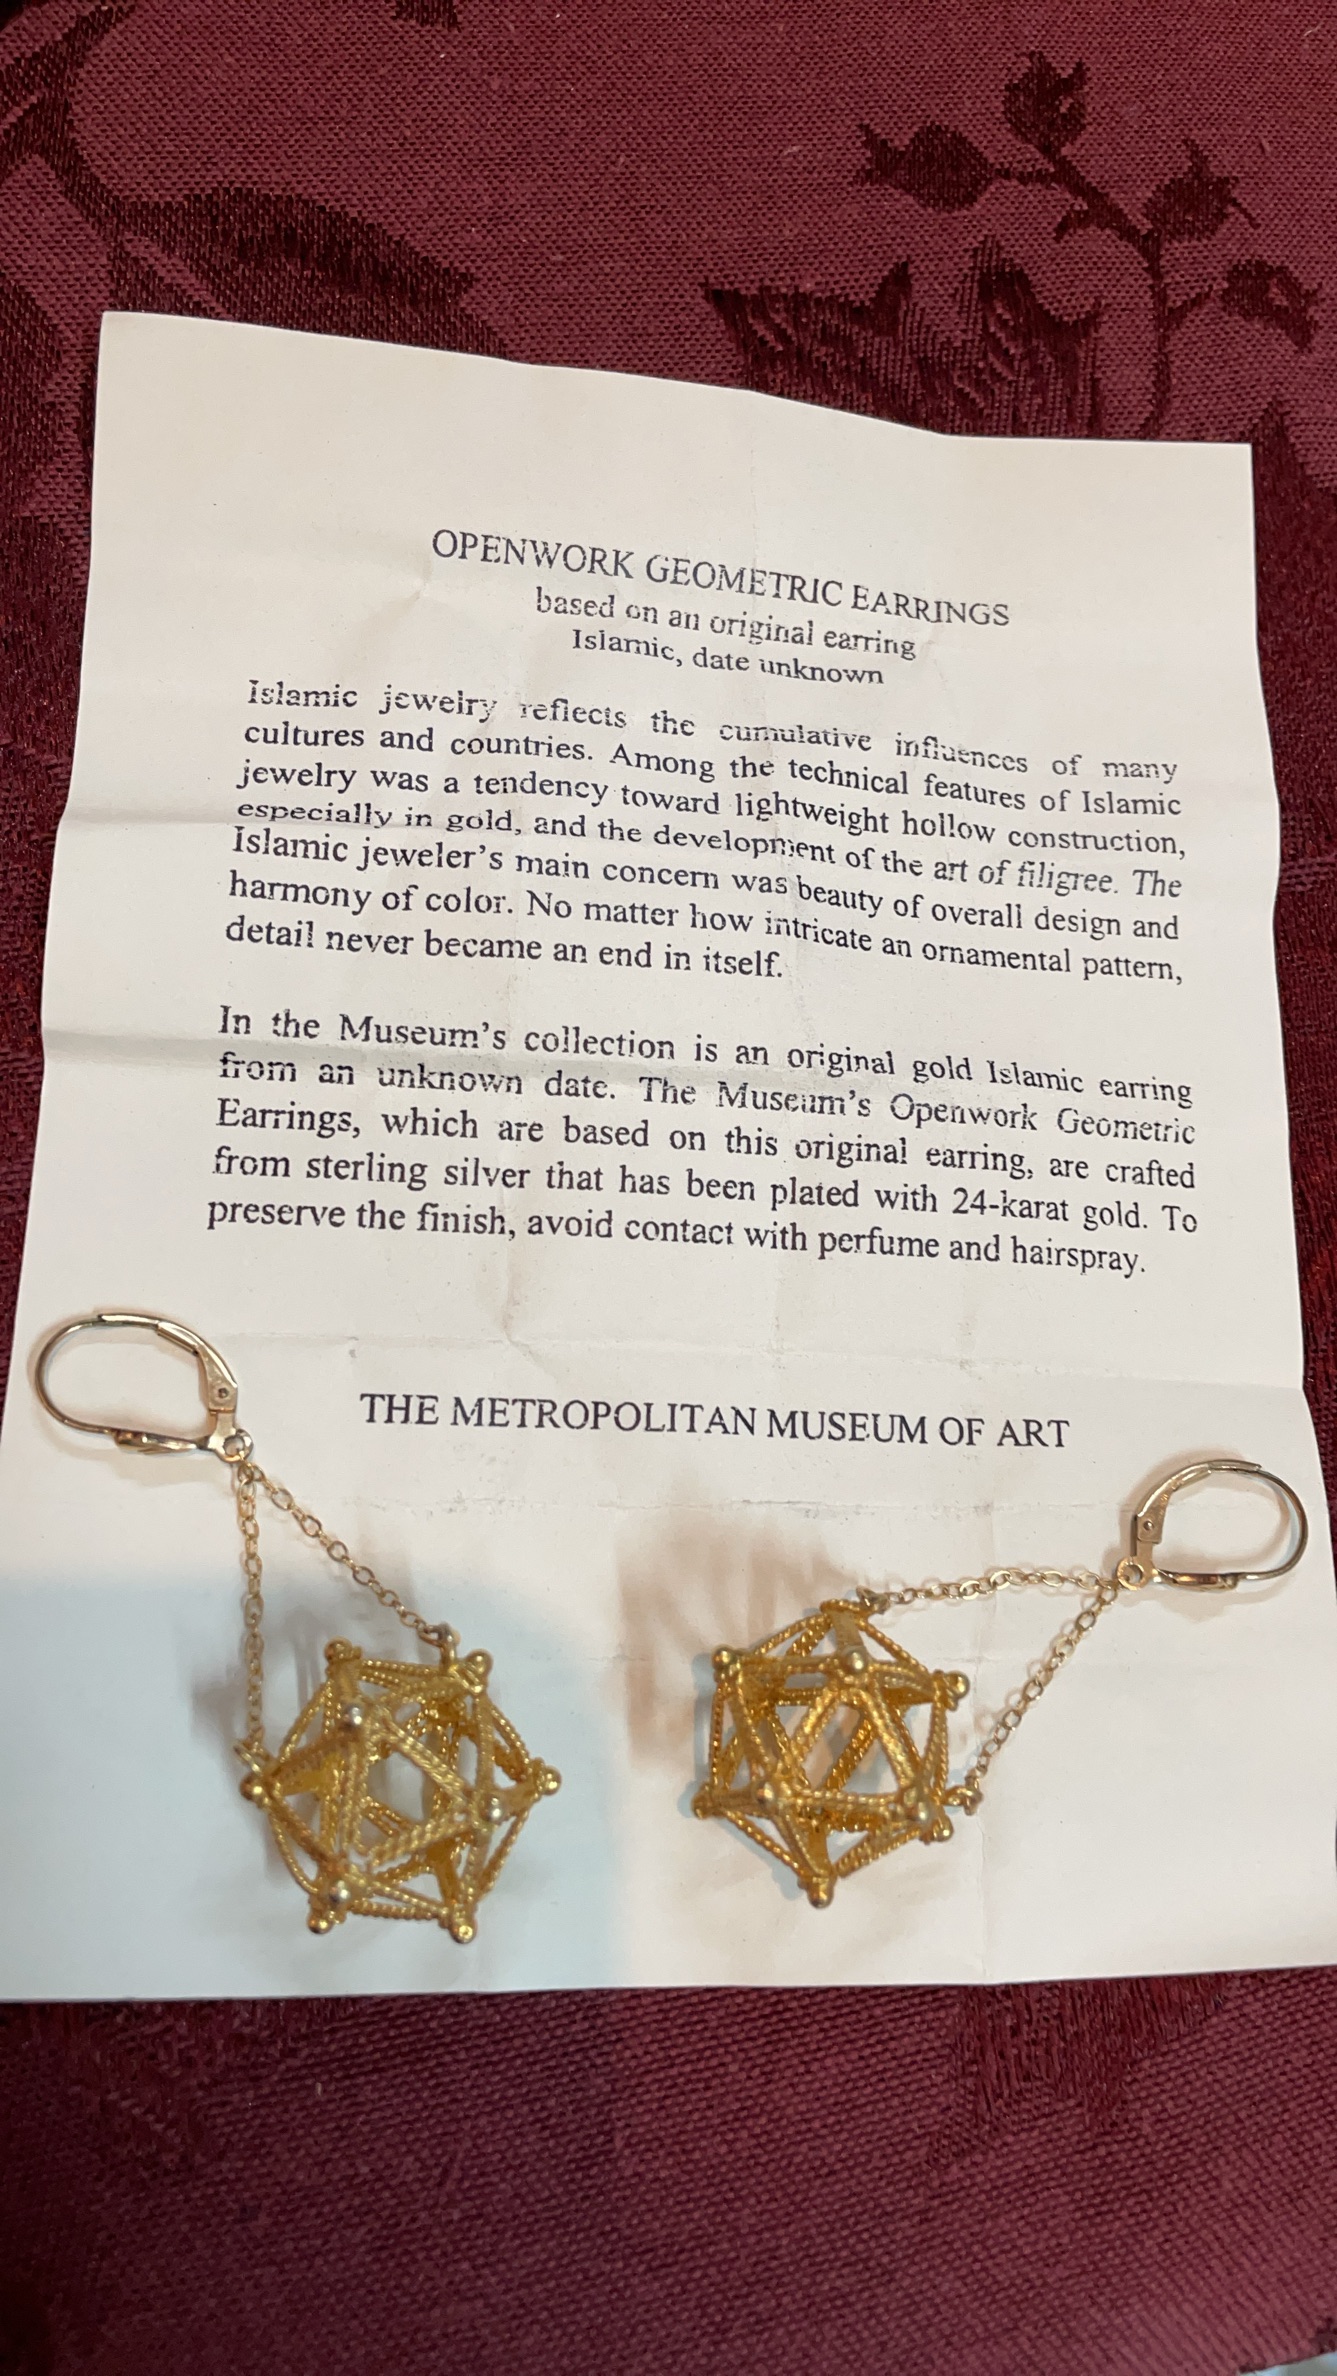 OPENWORK GEOMETRIC EARRINGS
based on an original earring
Islamic, date unknown
Islamic jewelry reflects the cumulative influences of many
cultures and countries. Among the technical features of Islamic
jewelry was a tendency toward lightweight hollow construction,
especially in gold, and the development of the art of filigree. The
Islamic jeweler's main concern was beauty of overall design and
harmony of color. No matter how intricate an ornamental pattern,
detail never became an end in itself.
In the Museum's collection is an original gold Islamic earring
from an unknown date. The Museum's Openwork Geometric
Earrings, which are based on this original earring, are crafted
from sterling silver that has been plated with 24-karat gold. To
preserve the finish, avoid contact with perfume and hairspray.
THE METROPOLITAN MUSEUM OF ART